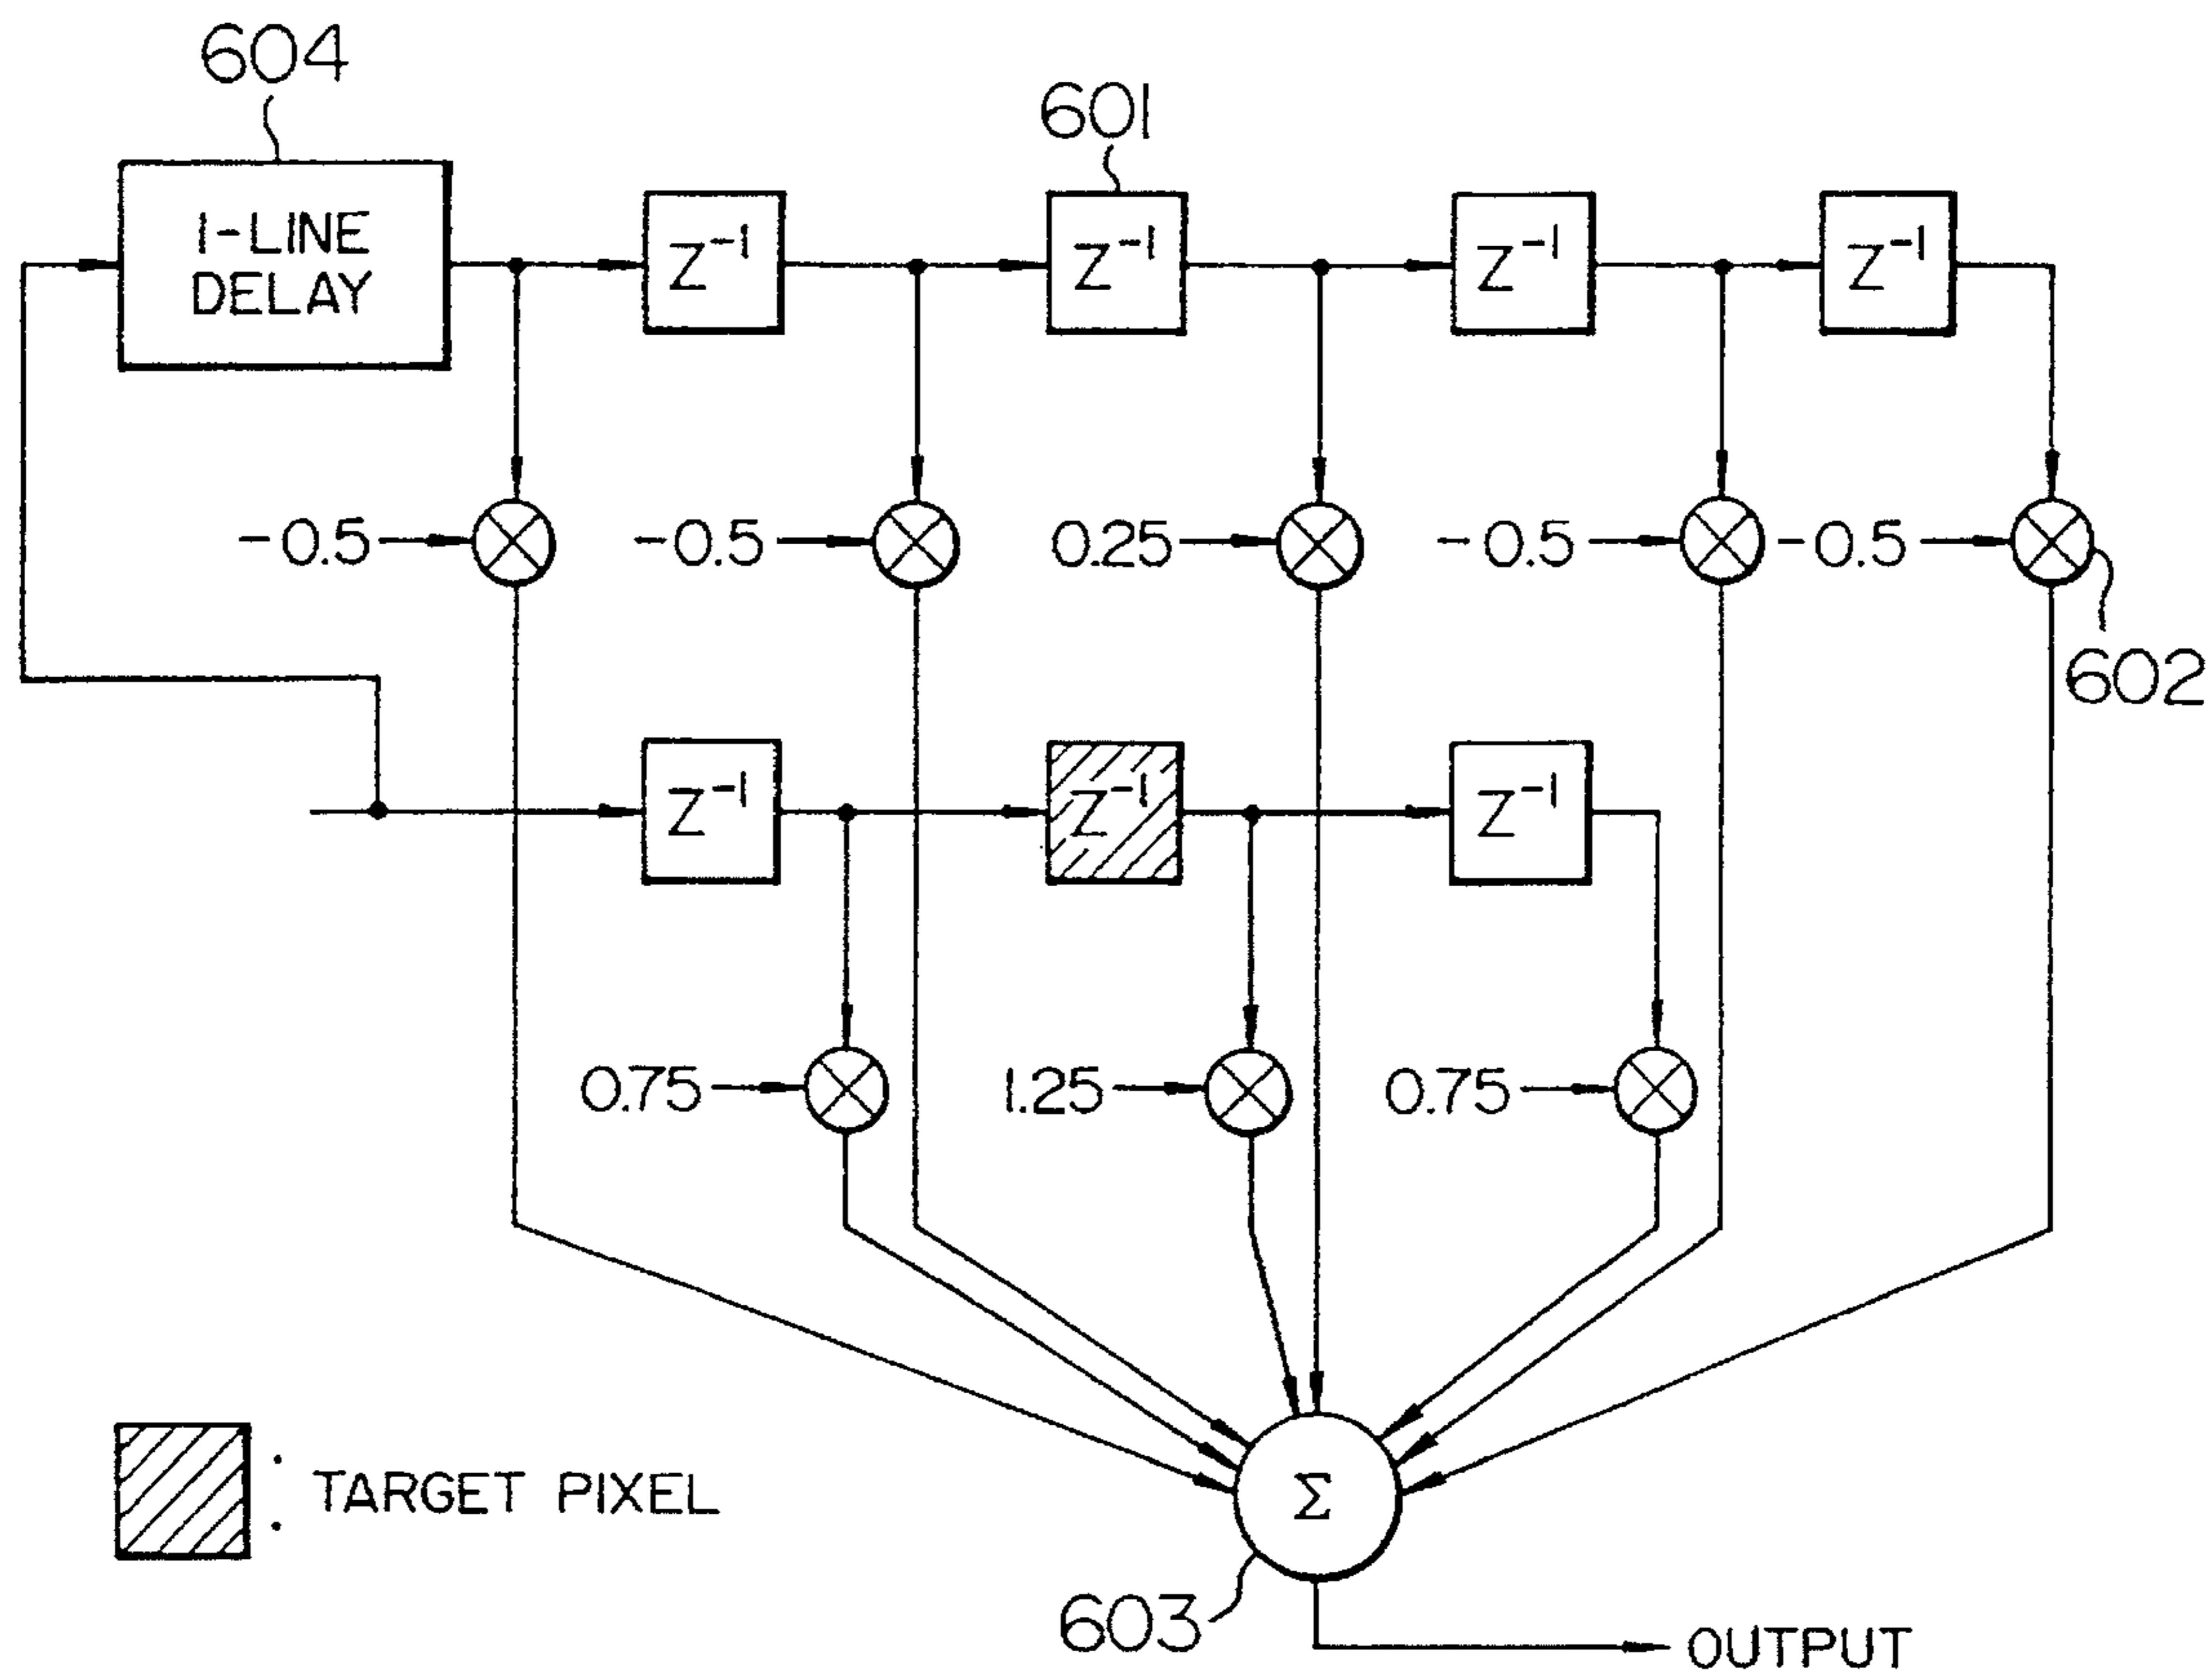 604
601
1-LINE
DELAY
Z⁻¹
Z⁻¹
Z⁻¹
Z⁻¹
-0.5
-0.5
0.25
-0.5
-0.5
602
Z⁻¹
Z⁻¹
Z⁻¹
0.75
1.25
0.75
: TARGET PIXEL
Σ
603
OUTPUT